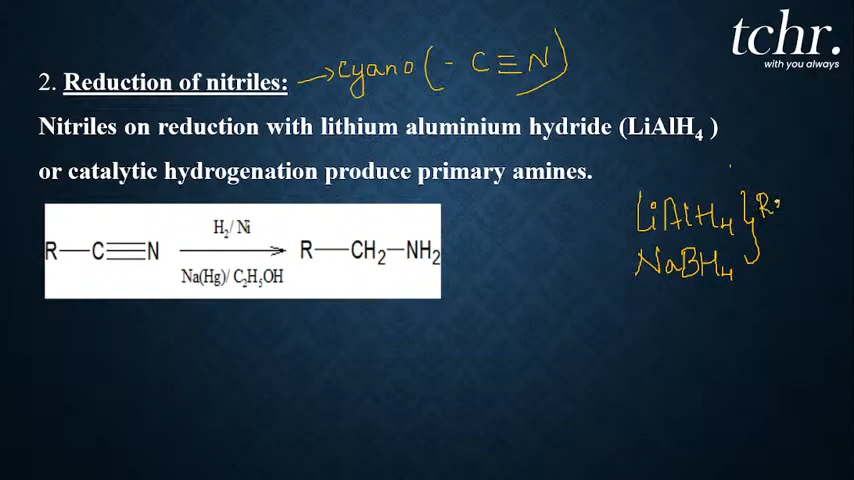 tchr.
with you always
2. Reduction of nitriles: → Cyano (- C≡N)
Nitriles on reduction with lithium aluminium hydride (LiAlH₄ )
or catalytic hydrogenation produce primary amines.
LiAlH₄ } R
NaBH₄
H₂/ Ni
R—C≡N → R—CH₂—NH₂
Na(Hg)/ C₂H₅OH